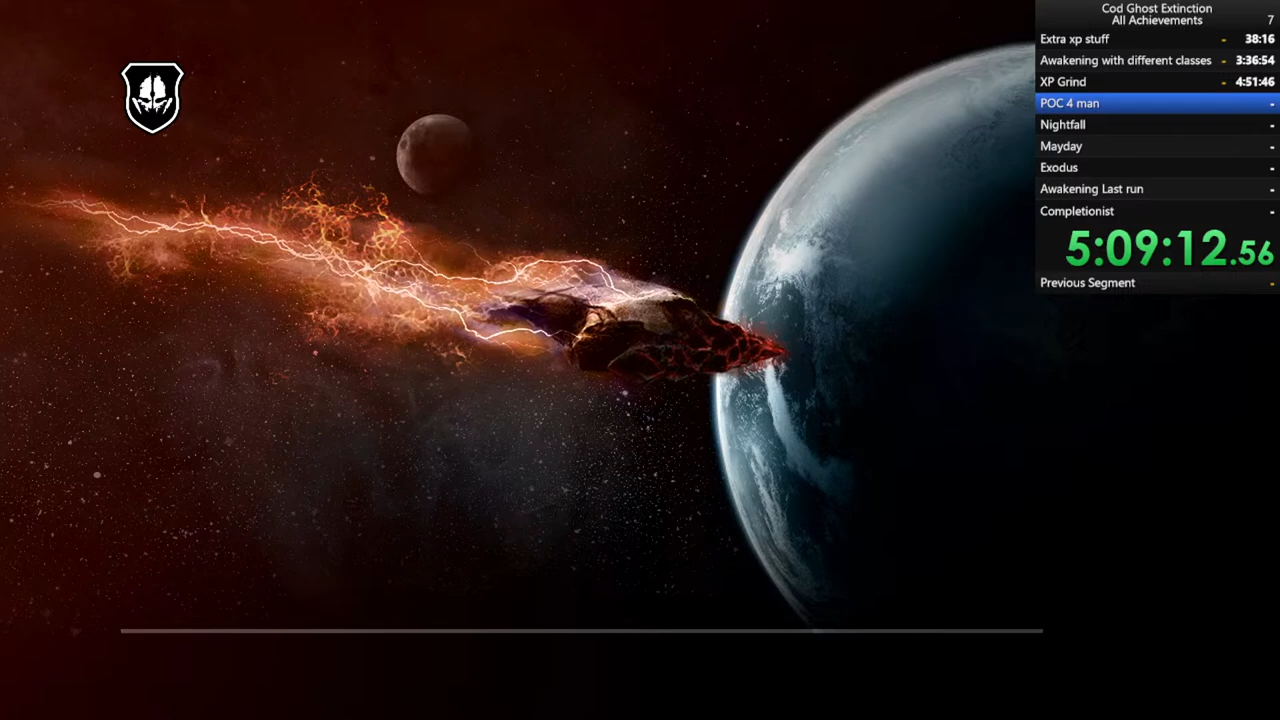 Cod Ghost Extinction
All Achievements 7
Extra xp stuff - 38:16
Awakening with different classes - 3:36:54
XP Grind - 4:51:46
POC 4 man -
Nightfall -
Mayday -
Exodus -
Awakening Last run -
Completionist -
5:09:12.56
Previous Segment -